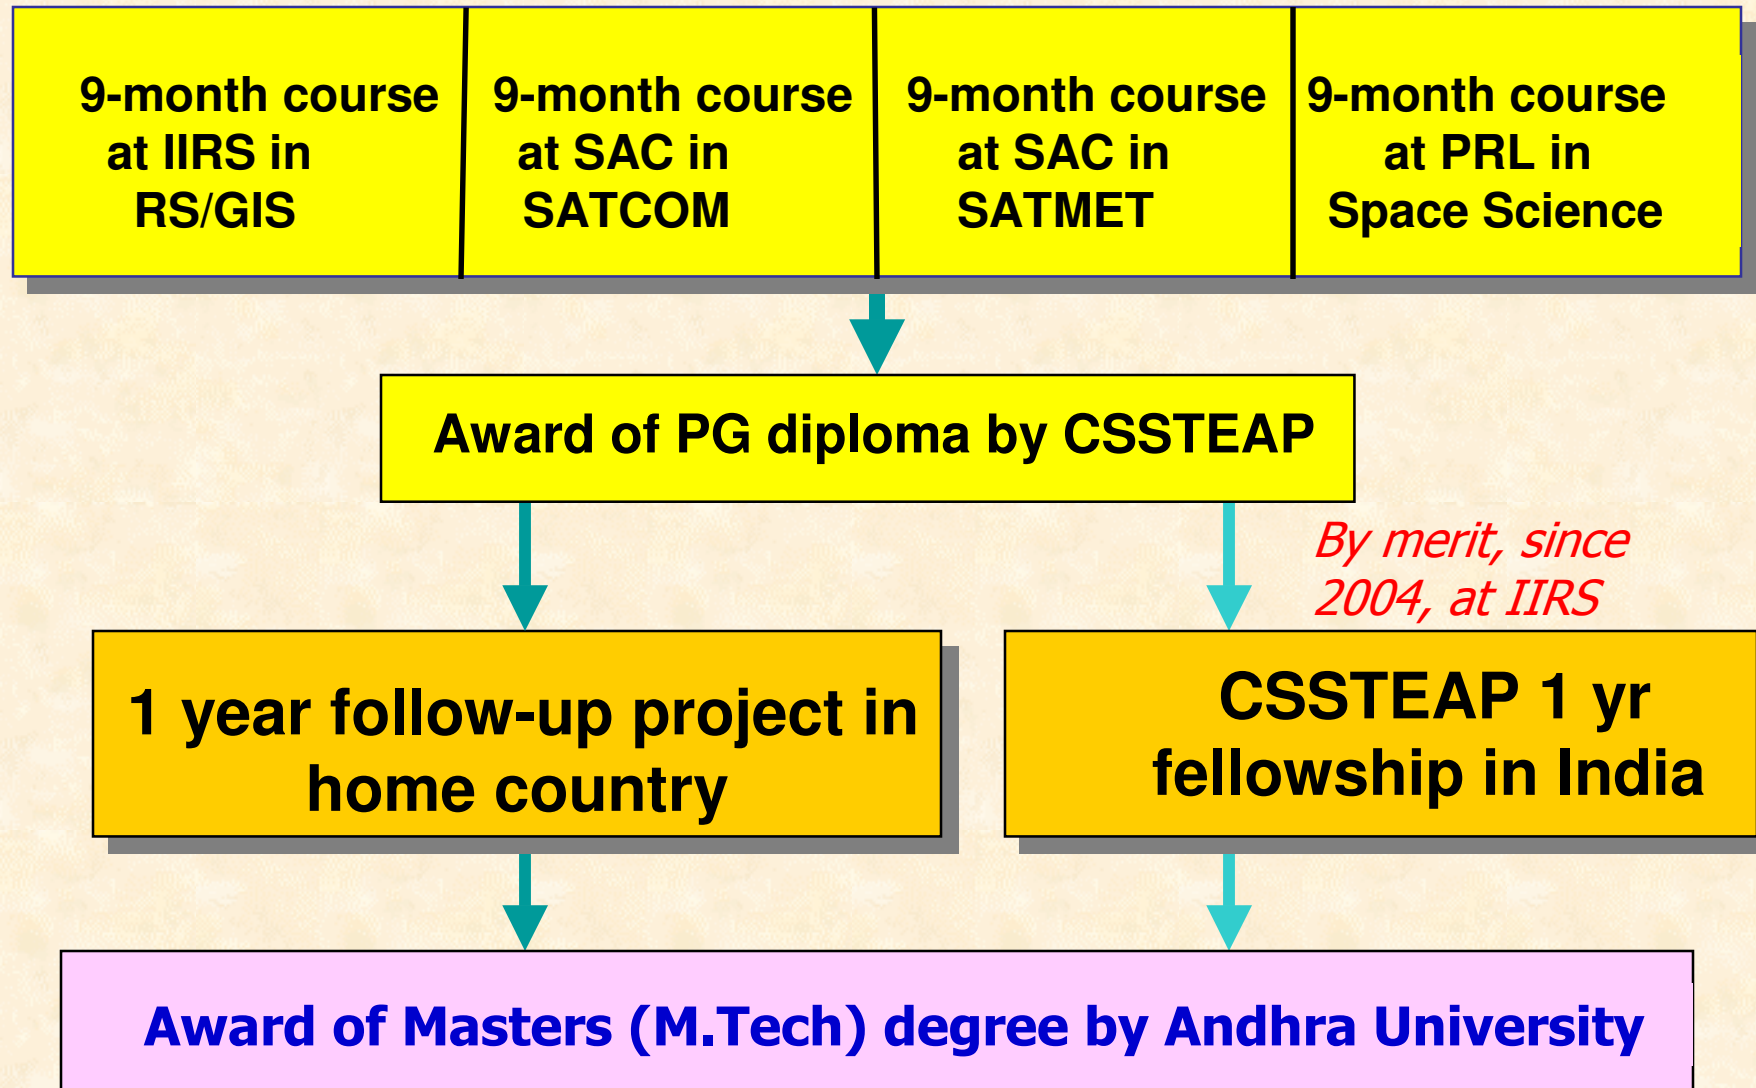 9-month course
at IIRS in
RS/GIS
9-month course
at SAC in
SATCOM
9-month course
at SAC in
SATMET
9-month course
at PRL in
Space Science
Award of PG diploma by CSSTEAP
By merit, since
2004, at IIRS
1 year follow-up project in
home country
CSSTEAP 1 yr
fellowship in India
Award of Masters (M.Tech) degree by Andhra University